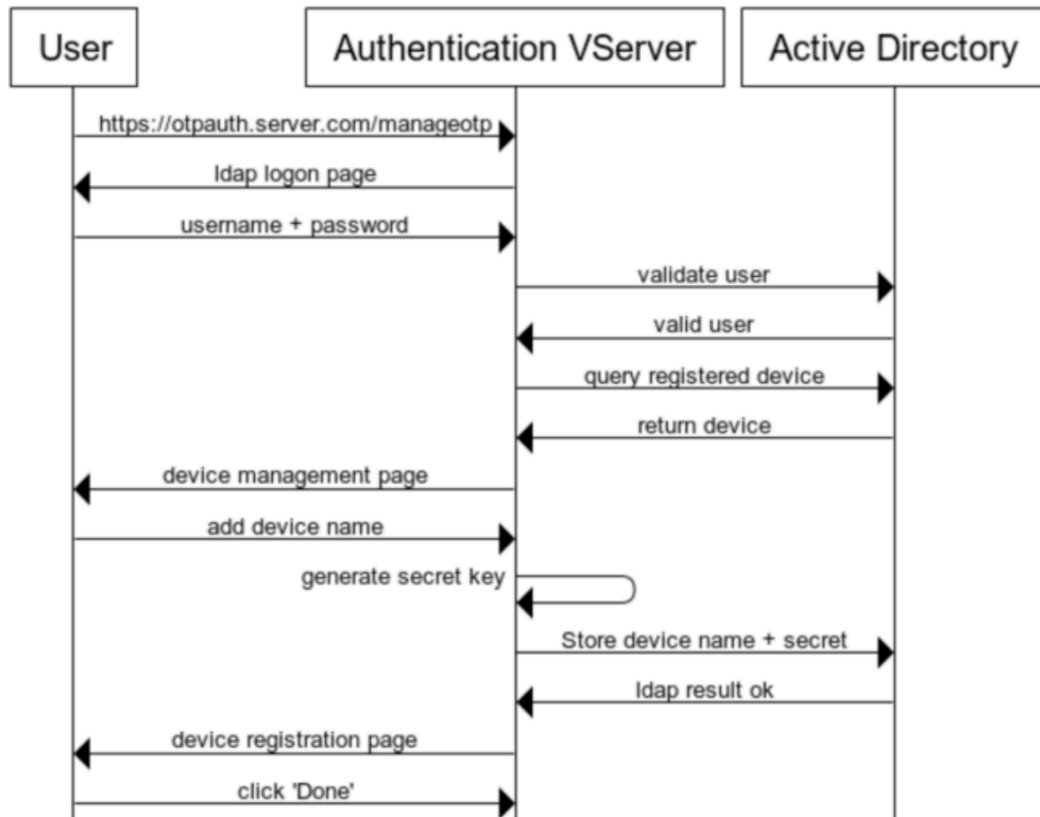 User
Authentication VServer
Active Directory
https://otpauth.server.com/manageotp
ldap logon page
username + password
validate user
valid user
query registered device
return device
device management page
add device name
generate secret key
Store device name + secret
ldap result ok
device registration page
click 'Done'